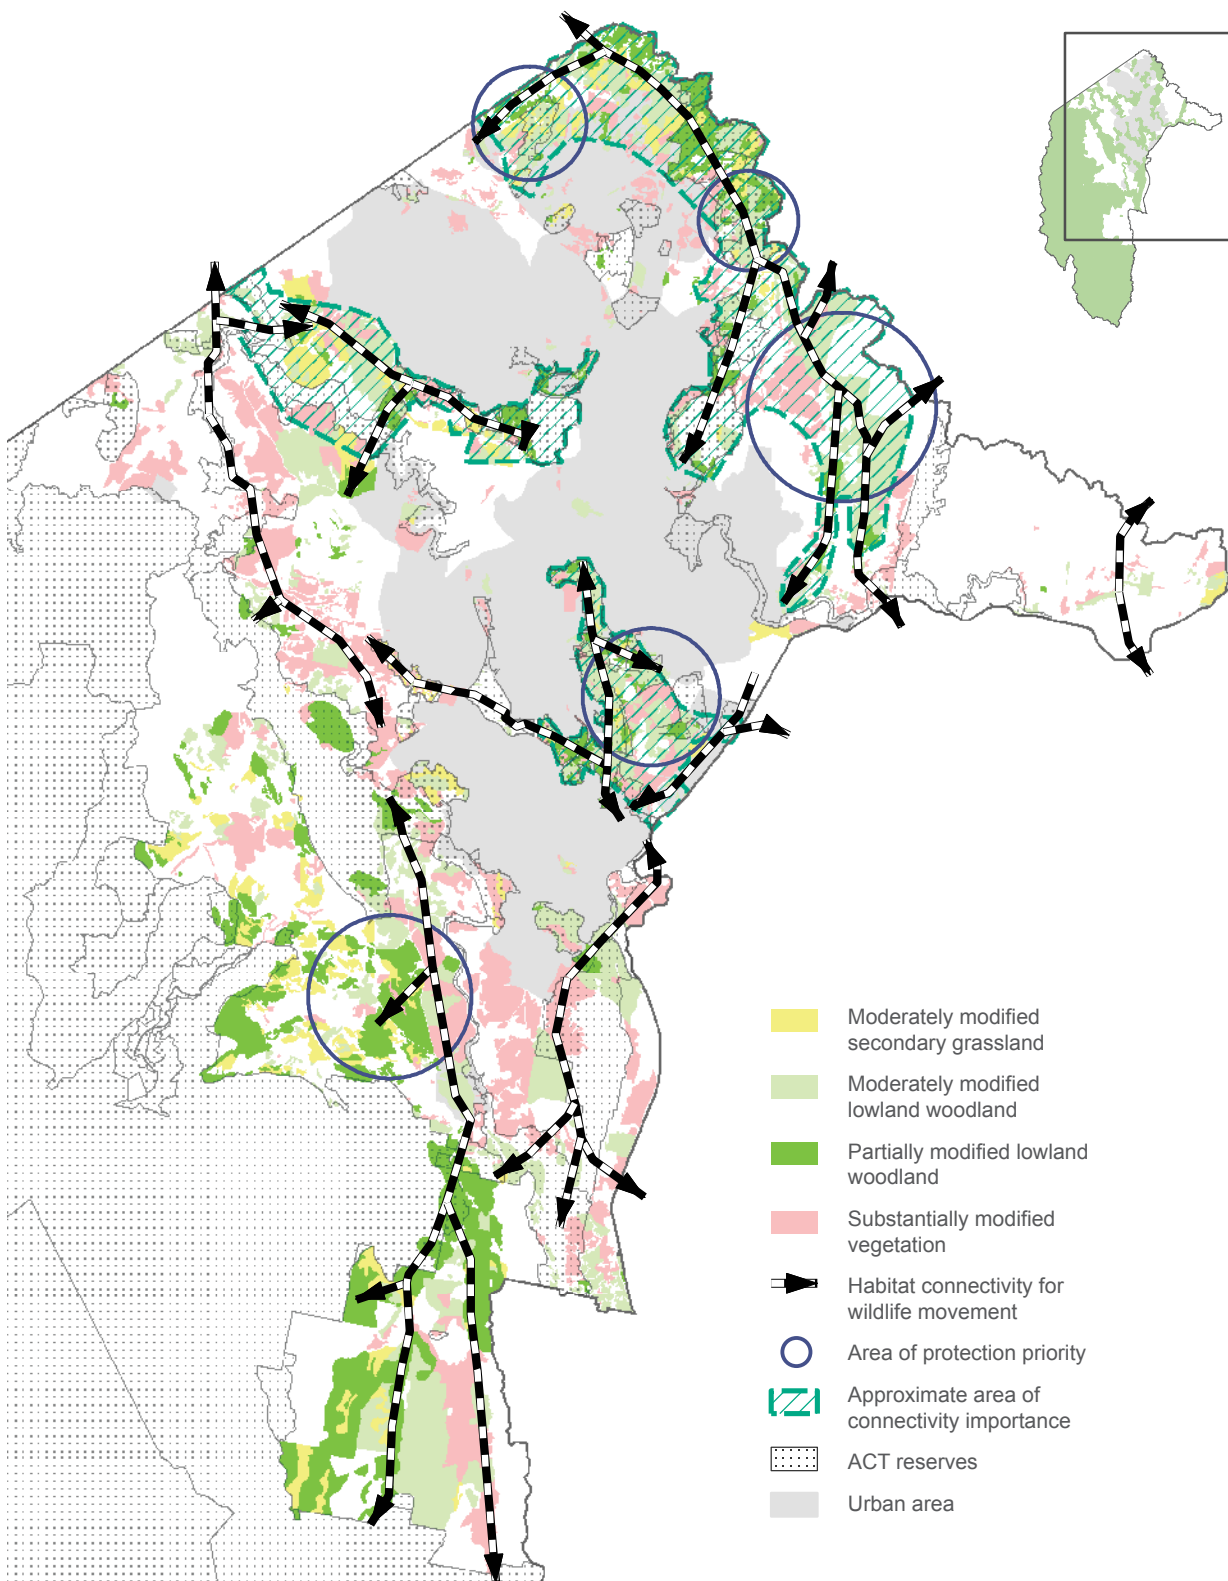 Moderately modified
secondary grassland
Moderately modified
lowland woodland
Partially modified lowland
woodland
Substantially modified
vegetation
Habitat connectivity for
wildlife movement
Area of protection priority
Approximate area of
connectivity importance
ACT reserves
Urban area